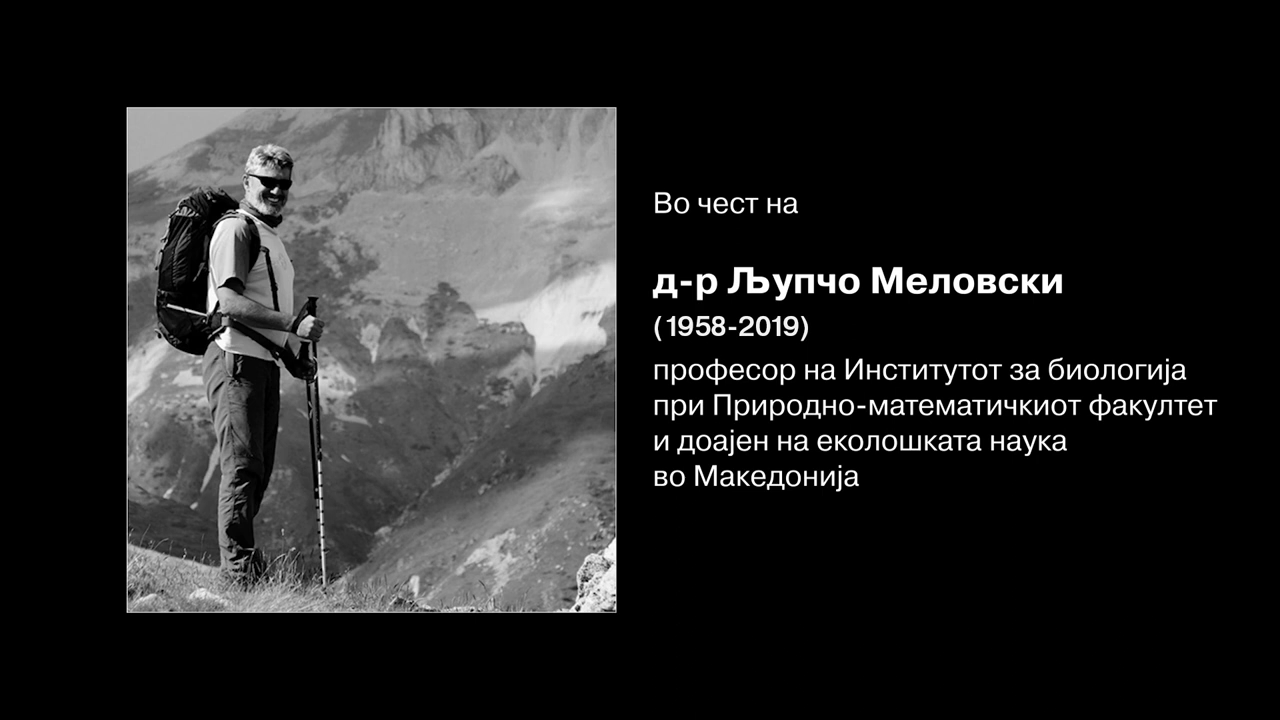 Во чест на
д-р Љупчо Меловски
(1958-2019)
професор на Институтот за биологија
при Природно-математичкиот факултет
и доајен на еколошката наука
во Македонија